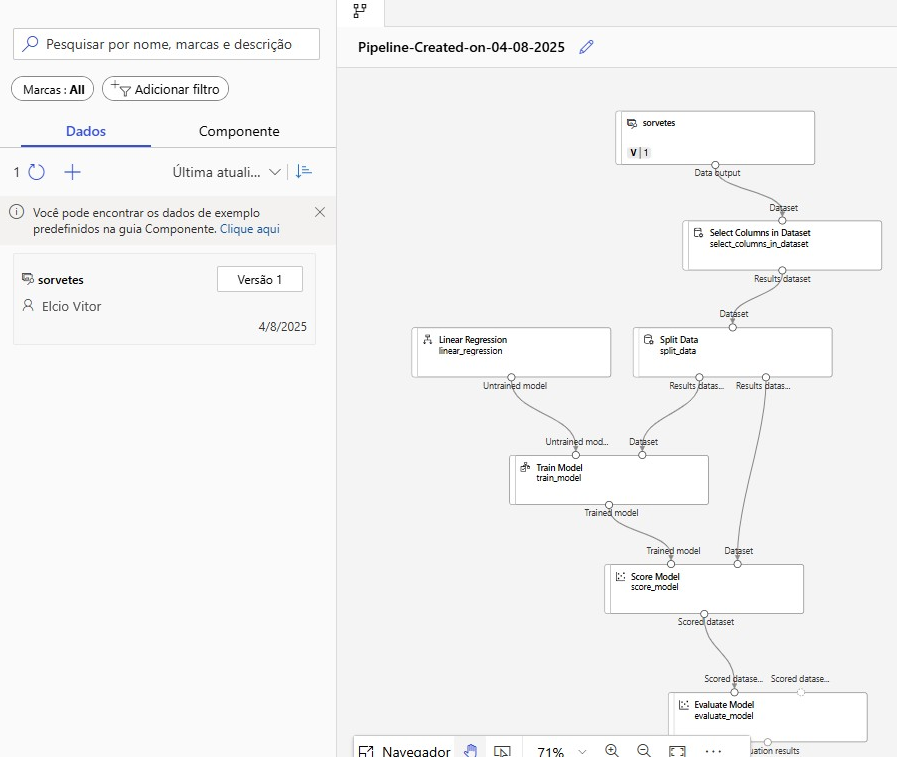 Pesquisar por nome, marcas e descrição
Marcas : All
Adicionar filtro
Dados
Componente
1
Última atuali...
Você pode encontrar os dados de exemplo
predefinidos na guia Componente. Clique aqui
sorvetes
Versão 1
Elcio Vitor
4/8/2025
Pipeline-Created-on-04-08-2025
sorvetes
V | 1
Data output
Dataset
Select Columns in Dataset
select_columns_in_dataset
Results dataset
Dataset
Linear Regression
linear_regression
Untrained model
Split Data
split_data
Results datas...
Results datas...
Untrained mod...
Dataset
Train Model
train_model
Trained model
Trained model
Dataset
Score Model
score_model
Scored dataset
Scored datase...
Scored datase...
Evaluate Model
evaluate_model
uation results
Navegador
71%